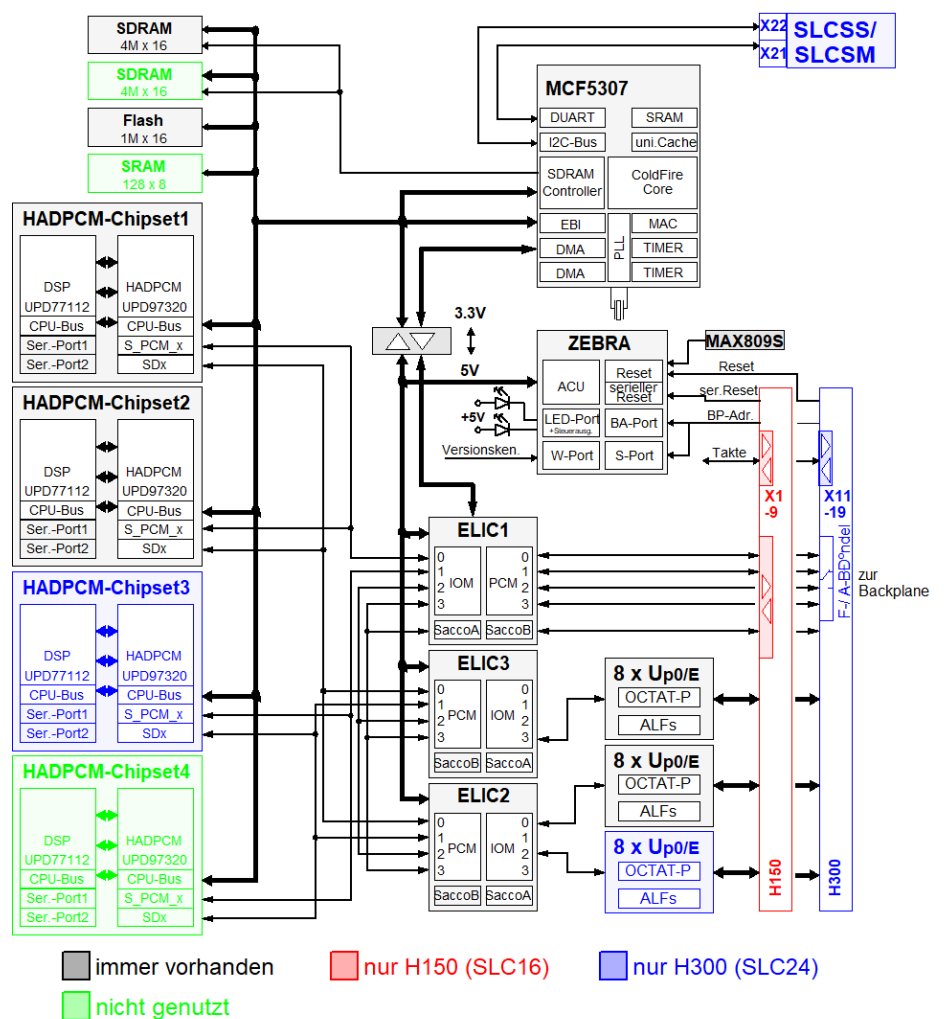 SDRAM
4M x 16
SDRAM
4M x 16
Flash
1M x 16
SRAM
128 x 8
X22
X21
SLCSS/
SLCSM
MCF5307
DUART
SRAM
I2C-Bus
uni.Cache
SDRAM
Controller
ColdFire
Core
EBI
PLL
MAC
DMA
TIMER
DMA
TIMER
HADPCM-Chipset1
DSP
UPD77112
HADPCM
UPD97320
CPU-Bus
CPU-Bus
Ser.-Port1
S_PCM_x
Ser.-Port2
SDx
HADPCM-Chipset2
DSP
UPD77112
HADPCM
UPD97320
CPU-Bus
CPU-Bus
Ser.-Port1
S_PCM_x
Ser.-Port2
SDx
HADPCM-Chipset3
DSP
UPD77112
HADPCM
UPD97320
CPU-Bus
CPU-Bus
Ser.-Port1
S_PCM_x
Ser.-Port2
SDx
HADPCM-Chipset4
DSP
UPD77112
HADPCM
UPD97320
CPU-Bus
CPU-Bus
Ser.-Port1
S_PCM_x
Ser.-Port2
SDx
3.3V
5V
+5V
Versionsken.
ZEBRA
ACU
Reset
serieller
Reset
LED-Port
+Steuerausg.
BA-Port
W-Port
S-Port
MAX809S
Reset
ser.Reset
BP-Adr.
Takte
X1
-9
X11
-19
F-/ A-BDºndel
zur
Backplane
H150
H300
ELIC1
0
1
2
3
IOM
PCM
0
1
2
3
SaccoA
SaccoB
ELIC3
0
1
2
3
PCM
IOM
0
1
2
3
SaccoB
SaccoA
ELIC2
0
1
2
3
PCM
IOM
0
1
2
3
SaccoB
SaccoA
8 x Up0/E
OCTAT-P
ALFs
8 x Up0/E
OCTAT-P
ALFs
8 x Up0/E
OCTAT-P
ALFs
immer vorhanden
nur H150 (SLC16)
nur H300 (SLC24)
nicht genutzt